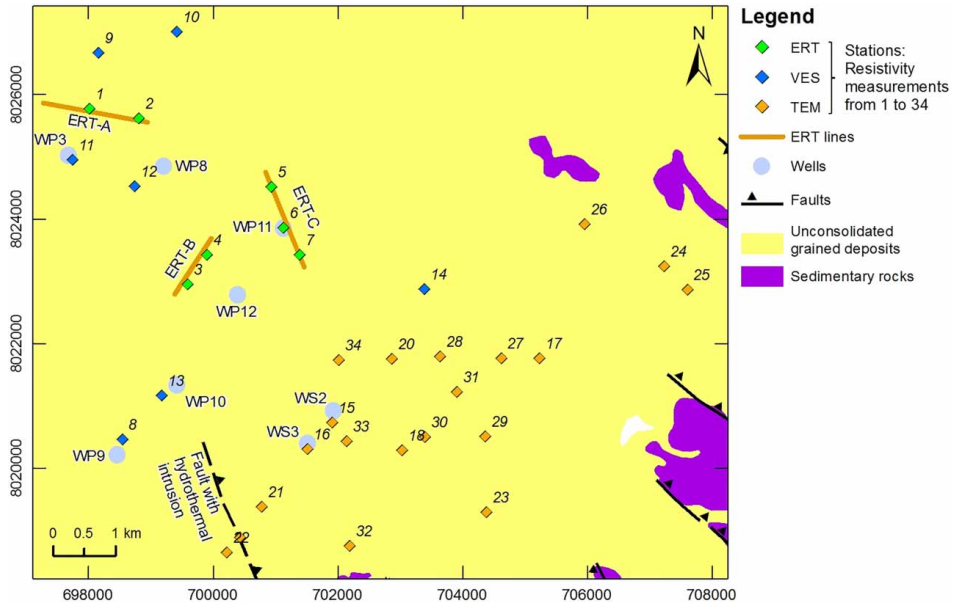 10
9
1
2
ERT-A
WP3
11
WP8
12
5
ERT-C
6
WP11
7
4
ERT-B
3
WP12
14
26
24
25
34
20
28
27
17
31
13
WP10
WS2
15
WS3
16
33
18
30
29
8
WP9
Fault with
hydrothermal
intrusion
21
22
23
32
0 0.5 1 km
8026000
8024000
8022000
8020000
698000 700000 702000 704000 706000 708000
Legend
N
ERT
VES
TEM
Stations:
Resistivity
measurements
from 1 to 34
ERT lines
Wells
Faults
Unconsolidated
grained deposits
Sedimentary rocks